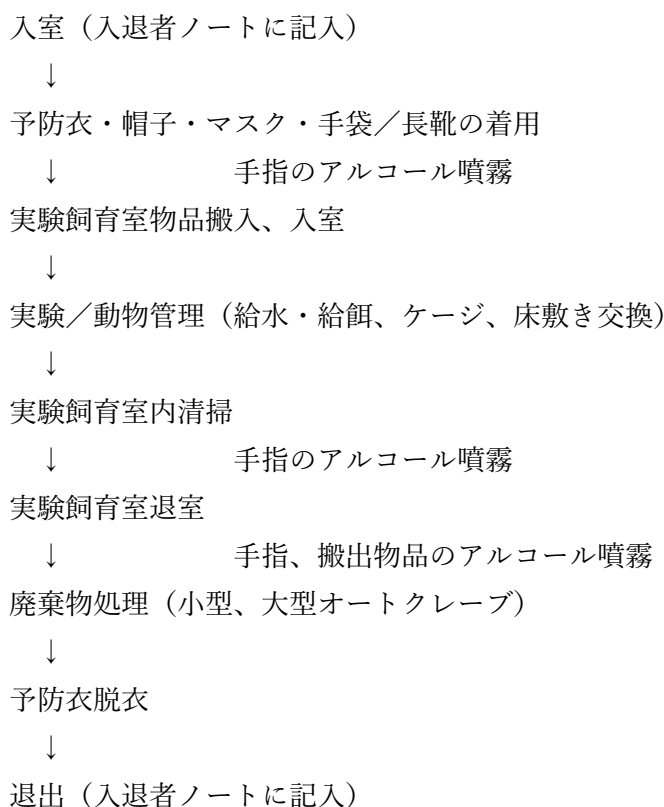 入室（入退者ノートに記入）
↓
予防衣・帽子・マスク・手袋／長靴の着用
↓　手指のアルコール噴霧
実験飼育室物品搬入、入室
↓
実験／動物管理（給水・給餌、ケージ、床敷き交換）
↓
実験飼育室内清掃
↓　手指のアルコール噴霧
実験飼育室退室
↓　手指、搬出物品のアルコール噴霧
廃棄物処理（小型、大型オートクレーブ）
↓
予防衣脱衣
↓
退出（入退者ノートに記入）